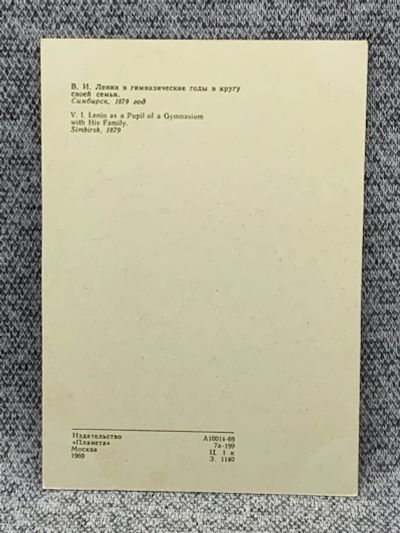 В. И. Ленин в гимназические годы в кругу
своей семьи.
Симбирск, 1879 год
V. I. Lenin as a Pupil of a Gymnasium
with His Family.
Simbirsk, 1879
Издательство
«Планета»
Москва
1969
А10014-69
7а-199
Ц. 1 к
З. 1140